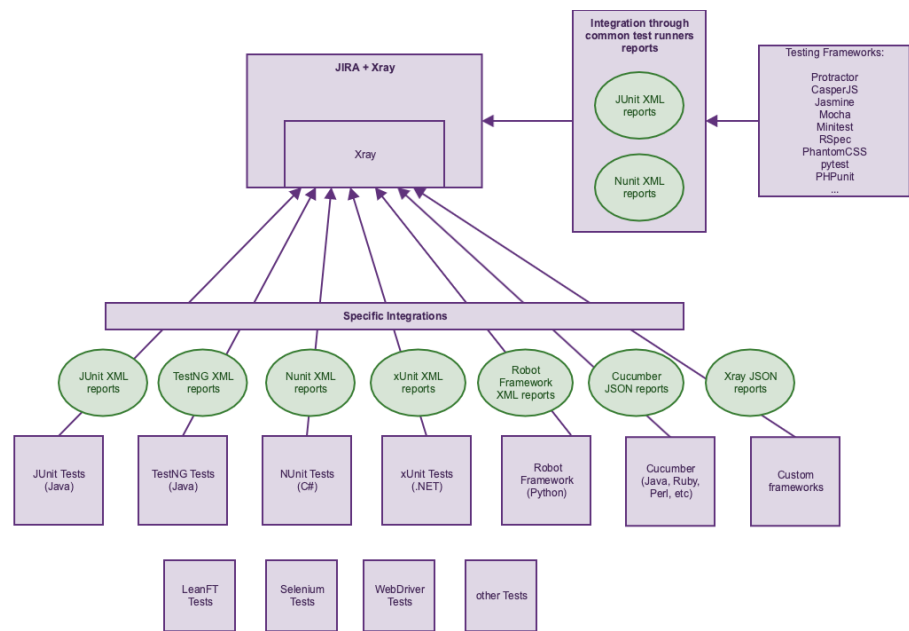 Integration through
common test runners
reports
JIRA + Xray
Testing Frameworks:
Protractor
CasperJS
Jasmine
Mocha
Minitest
RSpec
PhantomCSS
pytest
PHPunit
...
JUnit XML
reports
Xray
Nunit XML
reports
Specific Integrations
JUnit XML
reports
TestNG XML
reports
Nunit XML
reports
xUnit XML
reports
Robot
Framework
XML reports
Cucumber
JSON reports
Xray JSON
reports
JUnit Tests
(Java)
TestNG Tests
(Java)
NUnit Tests
(C#)
xUnit Tests
(.NET)
Robot
Framework
(Python)
Cucumber
(Java, Ruby,
Perl, etc)
Custom
frameworks
LeanFT
Tests
Selenium
Tests
WebDriver
Tests
other Tests